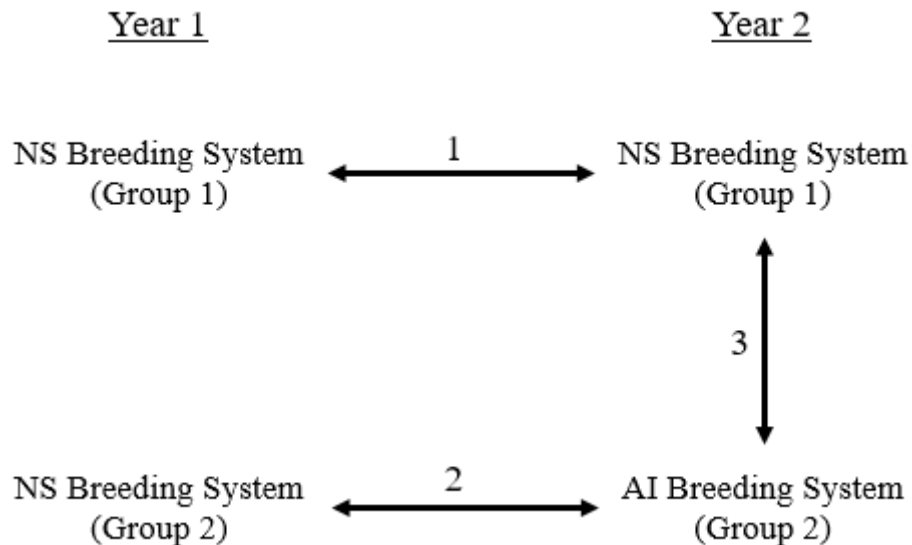 Year 1
Year 2
NS Breeding System
(Group 1)
1
NS Breeding System
(Group 1)
3
NS Breeding System
(Group 2)
2
AI Breeding System
(Group 2)